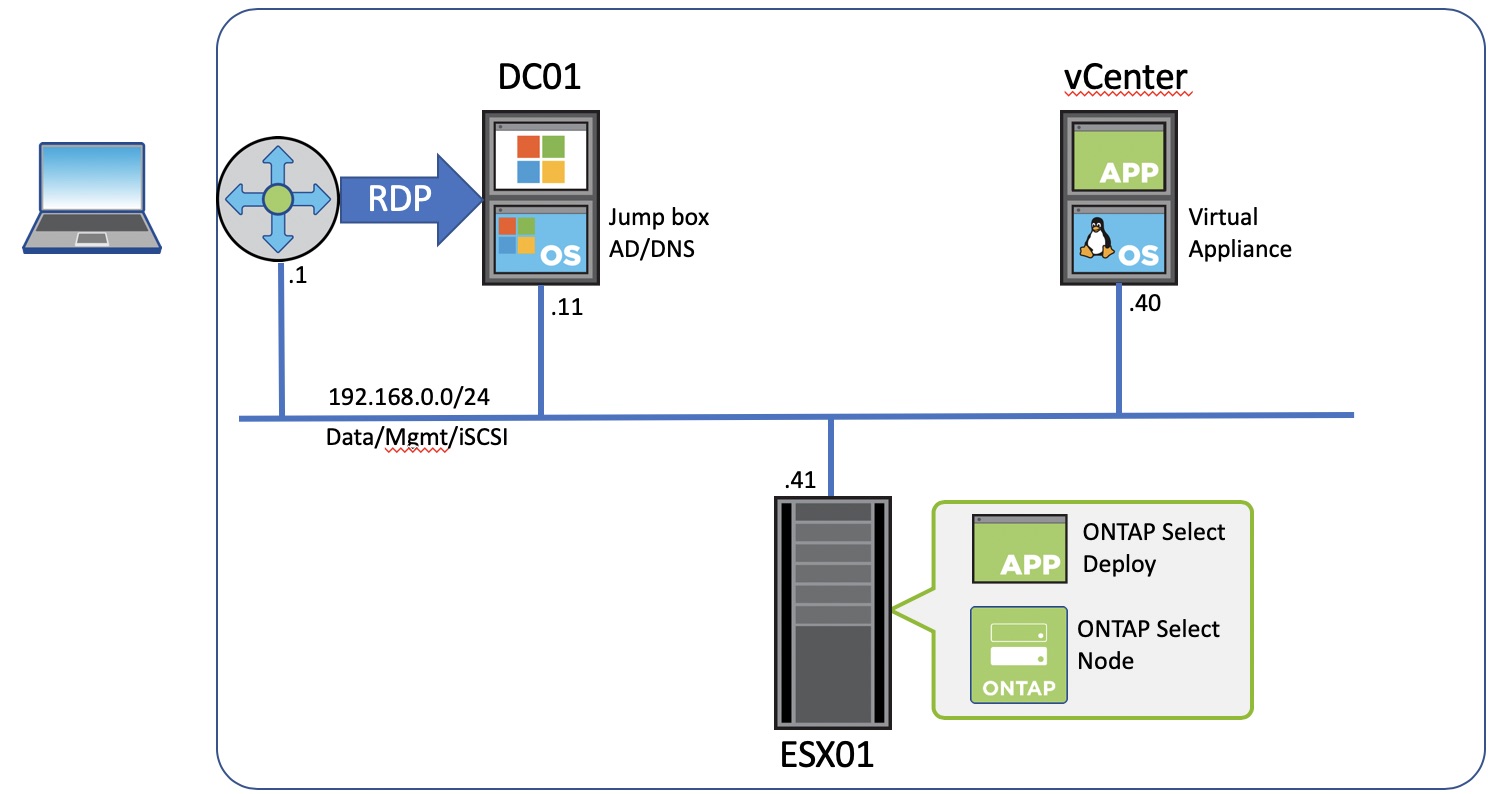 DC01
vCenter
RDP
APP
OS
Jump box
AD/DNS
APP
OS
Virtual
Appliance
.1
.11
.40
192.168.0.0/24
Data/Mgmt/iSCSI
.41
APP
ONTAP Select
Deploy
ONTAP
ONTAP Select
Node
ESX01